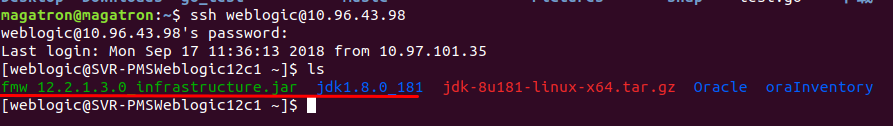 magatron@magatron:~$ ssh weblogic@10.96.43.98
weblogic@10.96.43.98's password:
Last login: Mon Sep 17 11:36:13 2018 from 10.97.101.35
[weblogic@SVR-PMSWeblogic12c1 ~]$ ls
fmw_12.2.1.3.0_infrastructure.jar jdk1.8.0_181 jdk-8u181-linux-x64.tar.gz Oracle oraInventory
[weblogic@SVR-PMSWeblogic12c1 ~]$